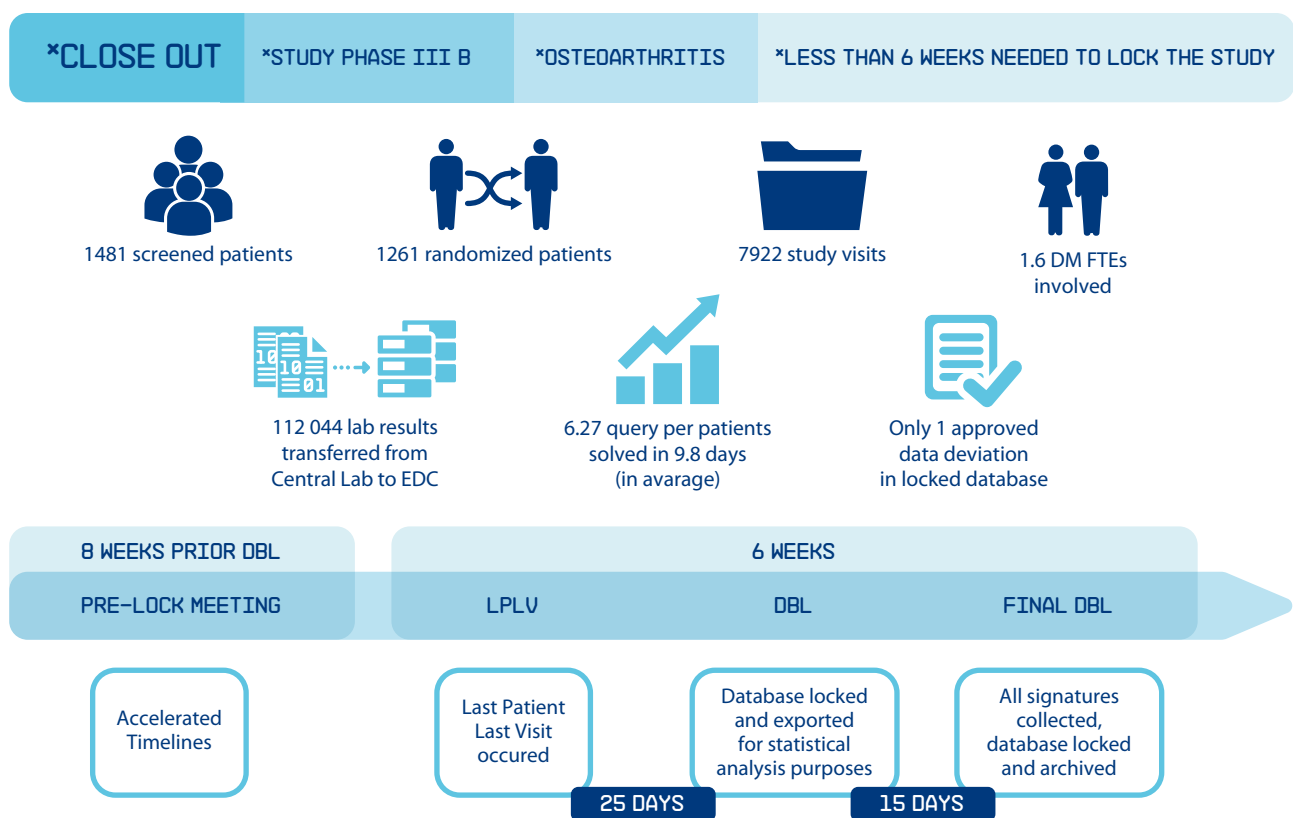 *CLOSE OUT
*STUDY PHASE III B
*OSTEOARTHRITIS
*LESS THAN 6 WEEKS NEEDED TO LOCK THE STUDY
1481 screened patients
1261 randomized patients
7922 study visits
1.6 DM FTEs
involved
10
10
01
112 044 lab results
transferred from
Central Lab to EDC
6.27 query per patients
solved in 9.8 days
(in avarage)
Only 1 approved
data deviation
in locked database
8 WEEKS PRIOR DBL
6 WEEKS
PRE-LOCK MEETING
LPLV
DBL
FINAL DBL
Accelerated
Timelines
Last Patient
Last Visit
occured
Database locked
and exported
for statistical
analysis purposes
All signatures
collected,
database locked
and archived
25 DAYS
15 DAYS